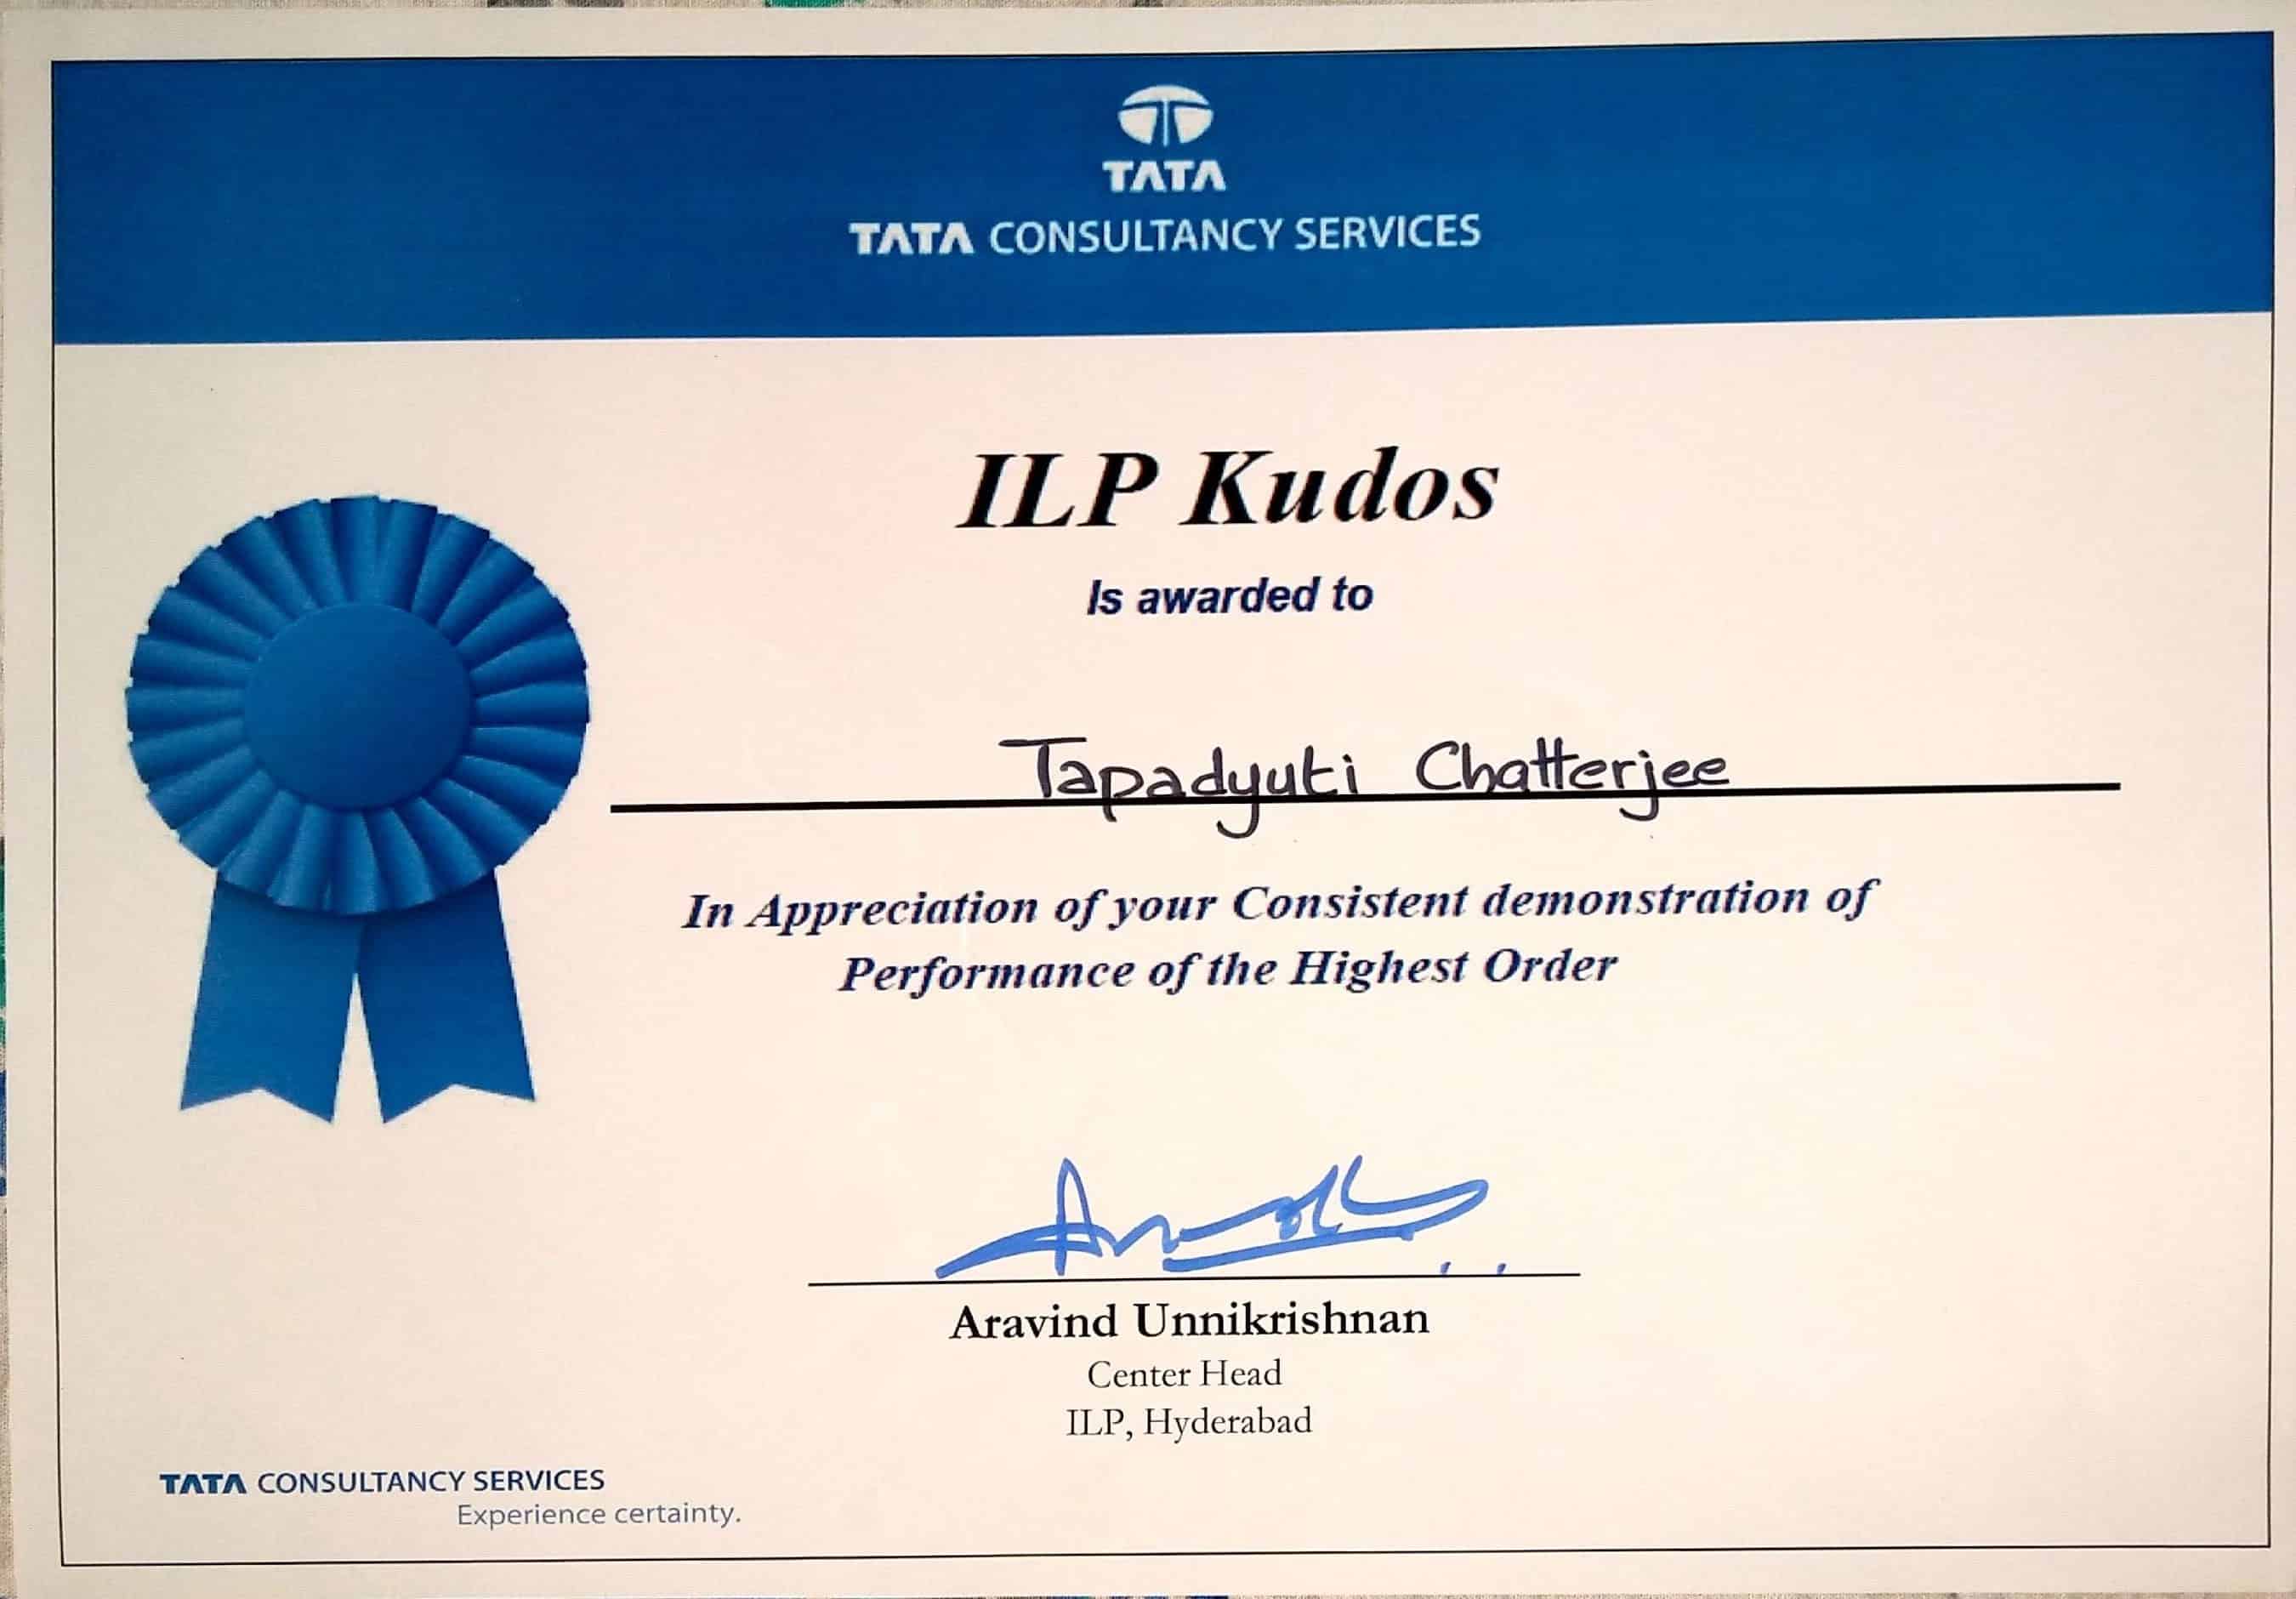 TATA
TATA CONSULTANCY SERVICES
ILP Kudos
Is awarded to
Tapadyuti Chatterjee
In Appreciation of your Consistent demonstration of
Performance of the Highest Order
Aravind Unnikrishnan
Center Head
ILP, Hyderabad
TATA CONSULTANCY SERVICES
Experience certainty.